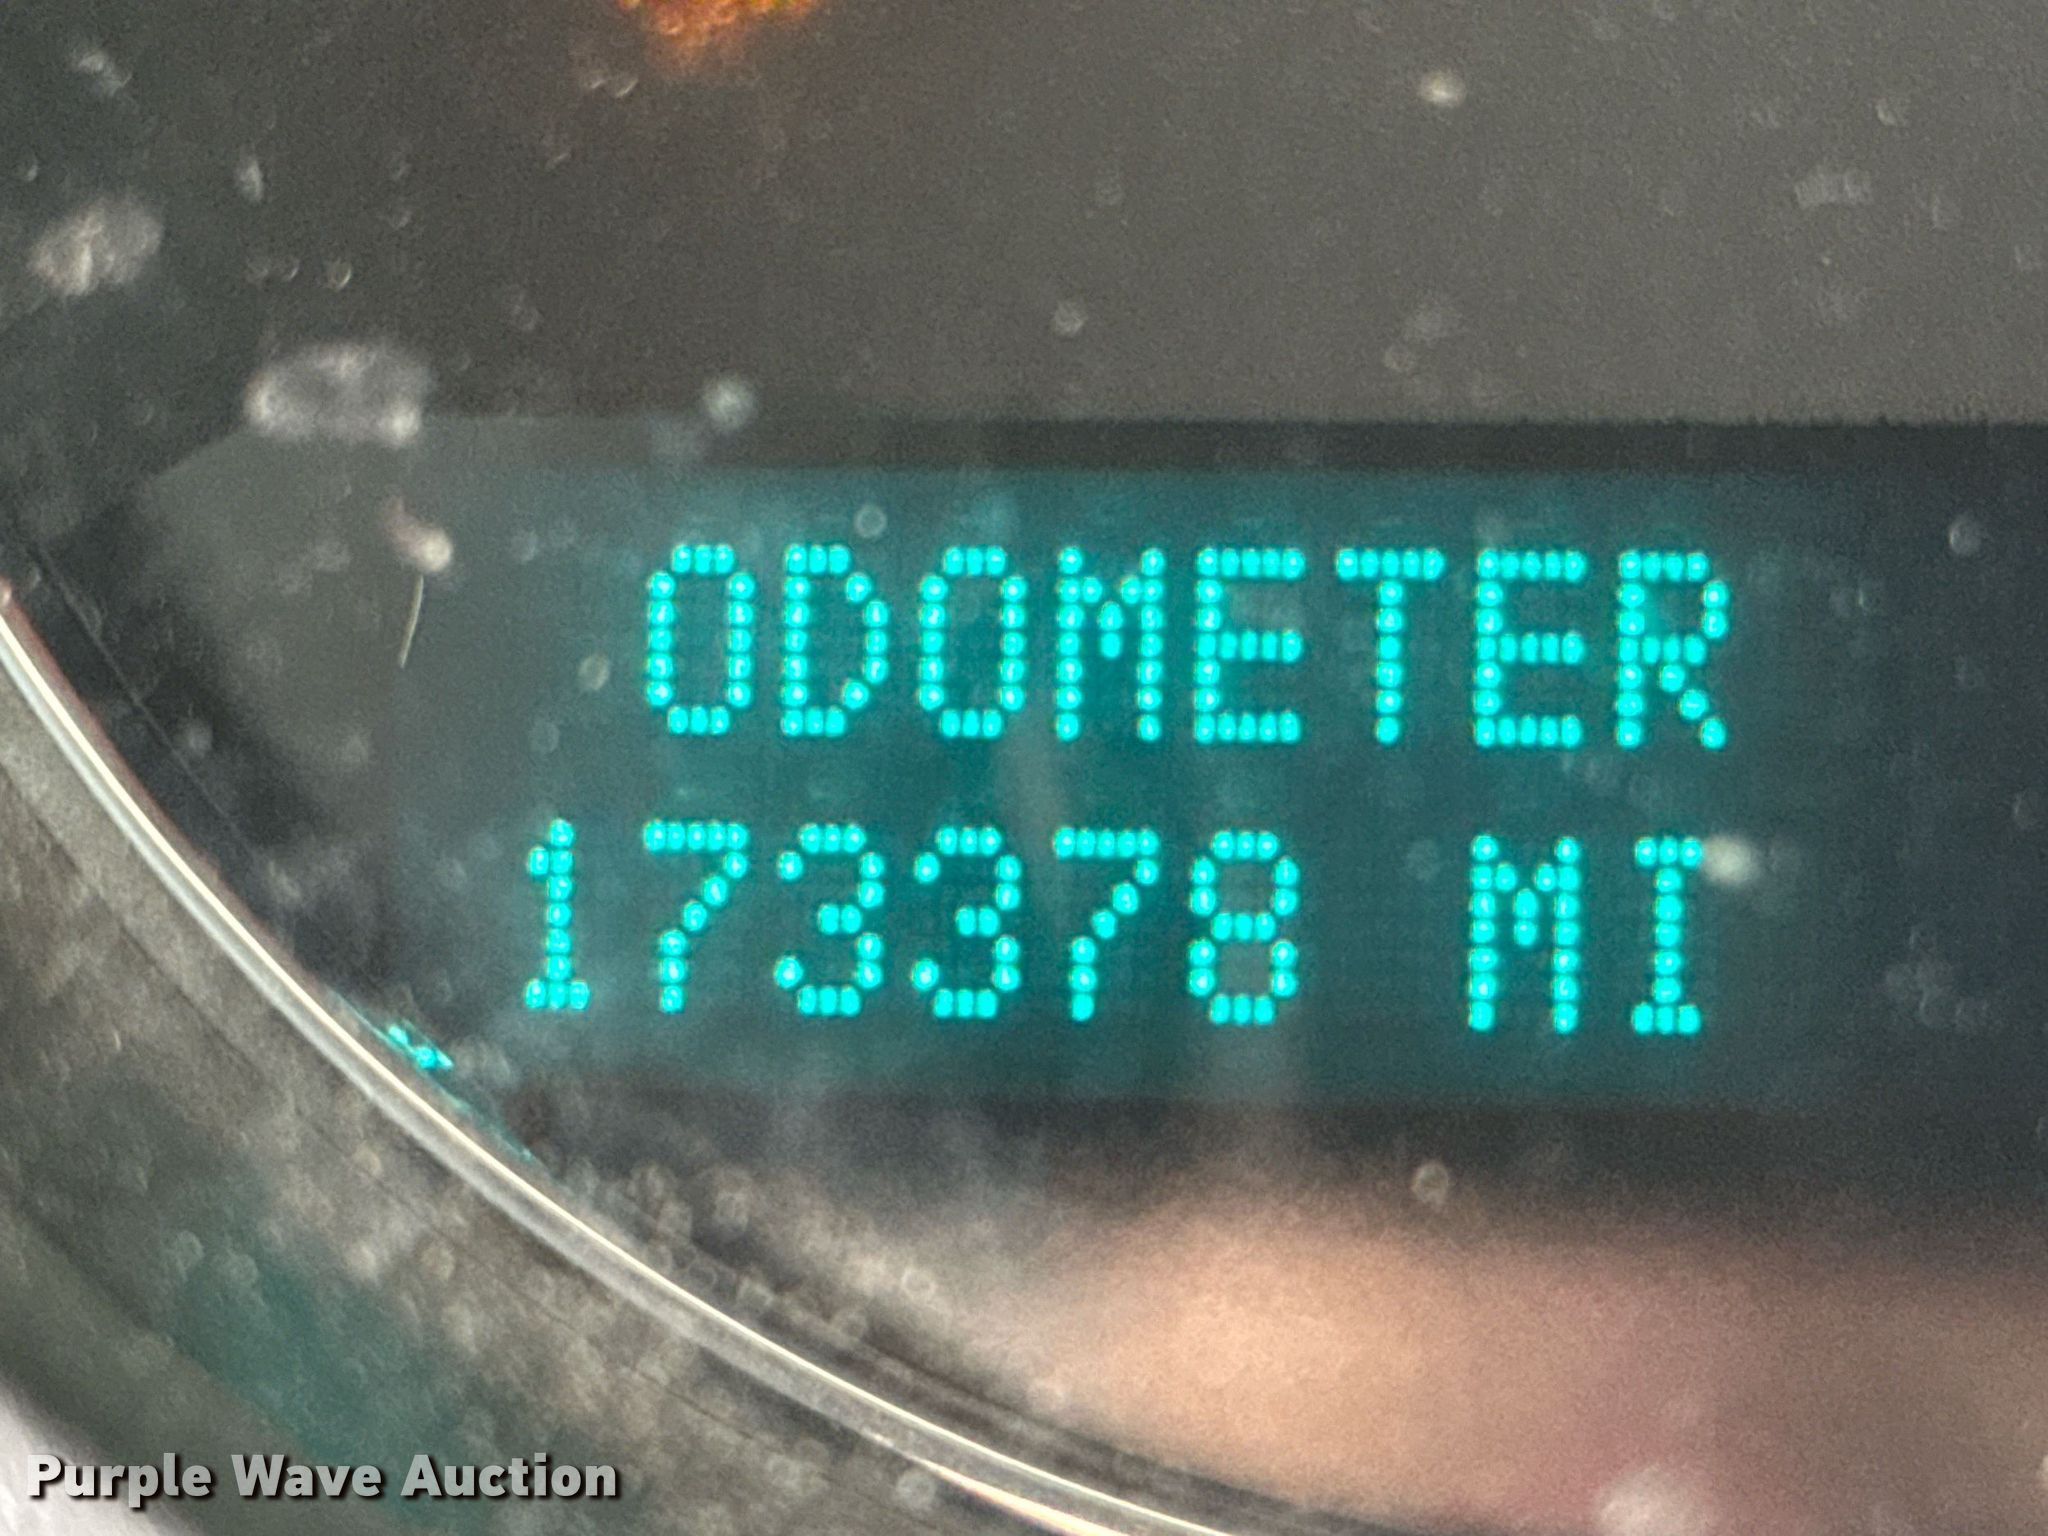 ODOMETER
173378 MI
Purple Wave Auction